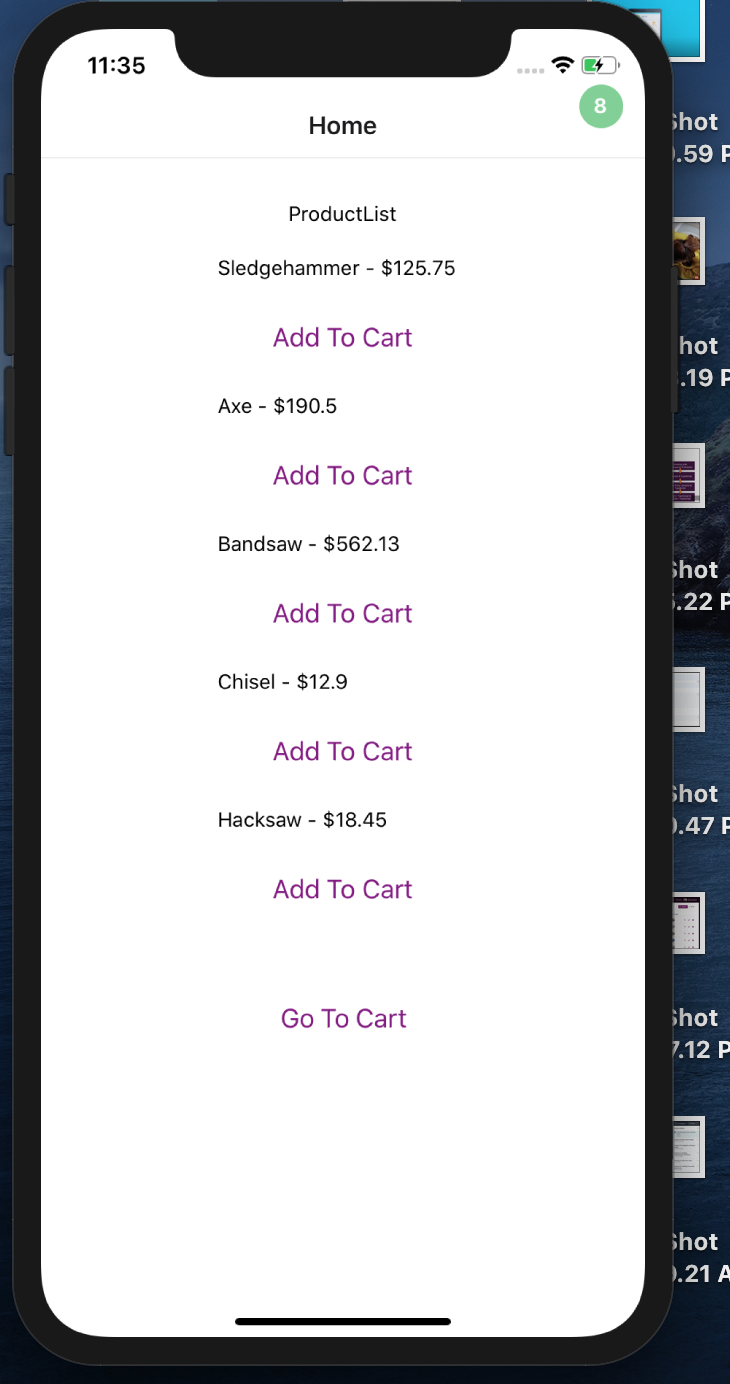 11:35
8
Home
ProductList
Sledgehammer - $125.75
Add To Cart
Axe - $190.5
Add To Cart
Bandsaw - $562.13
Add To Cart
Chisel - $12.9
Add To Cart
Hacksaw - $18.45
Add To Cart
Go To Cart
Shot
.59 P
hot
.19 P
Shot
.22 P
Shot
.47 P
Shot
7.12 P
Shot
.21 A